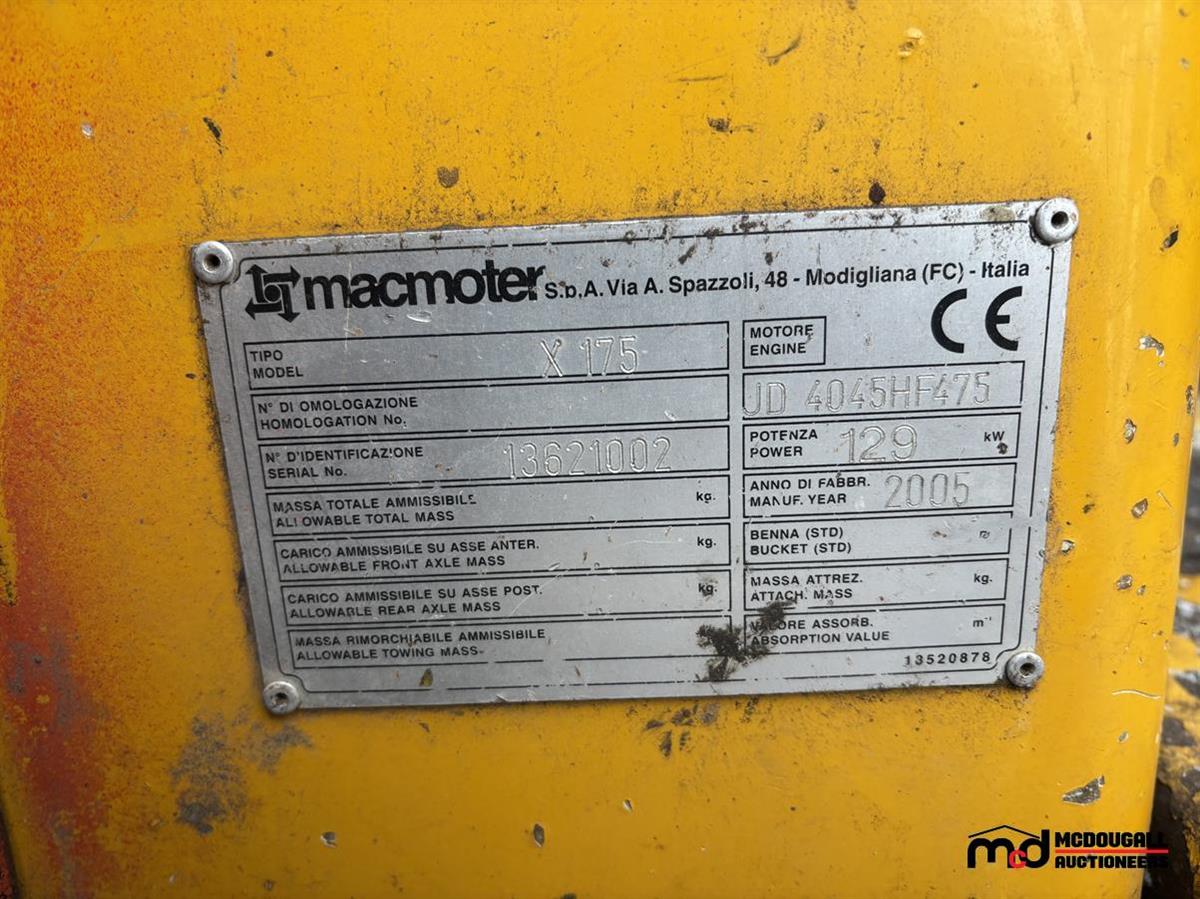 macmoter S.p.A. Via A. Spazzoli, 48 - Modigliana (FC) - Italia
CE
TIPO
MODEL
X 175
N° DI OMOLOGAZIONE
HOMOLOGATION No.
N° D'IDENTIFICAZIONE
SERIAL No.
13621002
MASSA TOTALE AMMISSIBILE
ALLOWABLE TOTAL MASS
kg.
CARICO AMMISSIBILE SU ASSE ANTER.
ALLOWABLE FRONT AXLE MASS
kg.
CARICO AMMISSIBILE SU ASSE POST.
ALLOWABLE REAR AXLE MASS
kg.
MASSA RIMORCHIABILE AMMISSIBILE
ALLOWABLE TOWING MASS
MOTORE
ENGINE
JD 4045HF475
POTENZA
POWER
129
kW
ANNO DI FABBR.
MANUF. YEAR
2005
BENNA (STD)
BUCKET (STD)
MASSA ATTREZ.
ATTACH. MASS
kg.
VALORE ASSORB.
ABSORPTION VALUE
m⁻¹
13520878
mcd MCDOUGALL
AUCTIONEERS